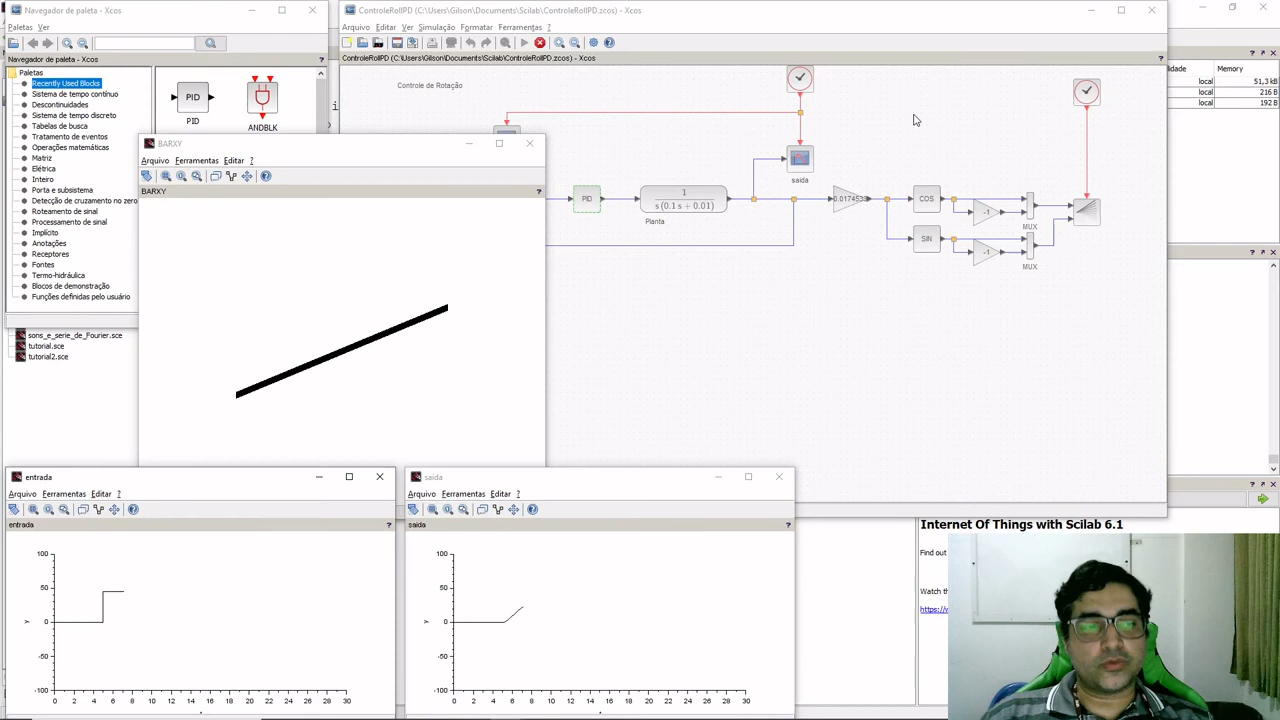 Navegador de paleta - Xcos
Paletas Ver
Navegador de paleta - Xcos ?
Paletas
Recently Used Blocks
Sistema de tempo contínuo
Descontinuidades
Sistema de tempo discreto
Tabelas de busca
Tratamento de eventos
Operações matemáticas
Matriz
Elétrica
Inteiro
Porta e subsistema
Detecção de cruzamento no zero
Roteamento de sinal
Processamento de sinal
Implícito
Anotações
Receptores
Fontes
Termo-hidráulica
Blocos de demonstração
Funções definidas pelo usuário
PID
PID
ANDBLK
sons_e_serie_de_Fourier.sce
tutorial.sce
tutorial2.sce
ControleRollPD (C:\Users\Gilson\Documents\Scilab\ControleRollPD.zcos) - Xcos
Arquivo Editar Ver Simulação Formatar Ferramentas ?
ControleRollPD (C:\Users\Gilson\Documents\Scilab\ControleRollPD.zcos) - Xcos ?
Controle de Rotação
saida
PID
1
s(0.1 s + 0.01)
Planta
COS
SIN
-1
-1
MUX
MUX
lidade Memory
local 51,3 kB
local 216 B
local 192 B
BARXY
Arquivo Ferramentas Editar ?
BARXY ?
entrada
Arquivo Ferramentas Editar ?
entrada ?
100
50
0
-50
-100
y
0 2 4 6 8 10 12 14 16 18 20 22 24 26 28 30
saida
Arquivo Ferramentas Editar ?
saida ?
100
50
0
-50
-100
y
0 2 4 6 8 10 12 14 16 18 20 22 24 26 28 30
Internet Of Things with Scilab 6.1
Find out
Watch th
https://